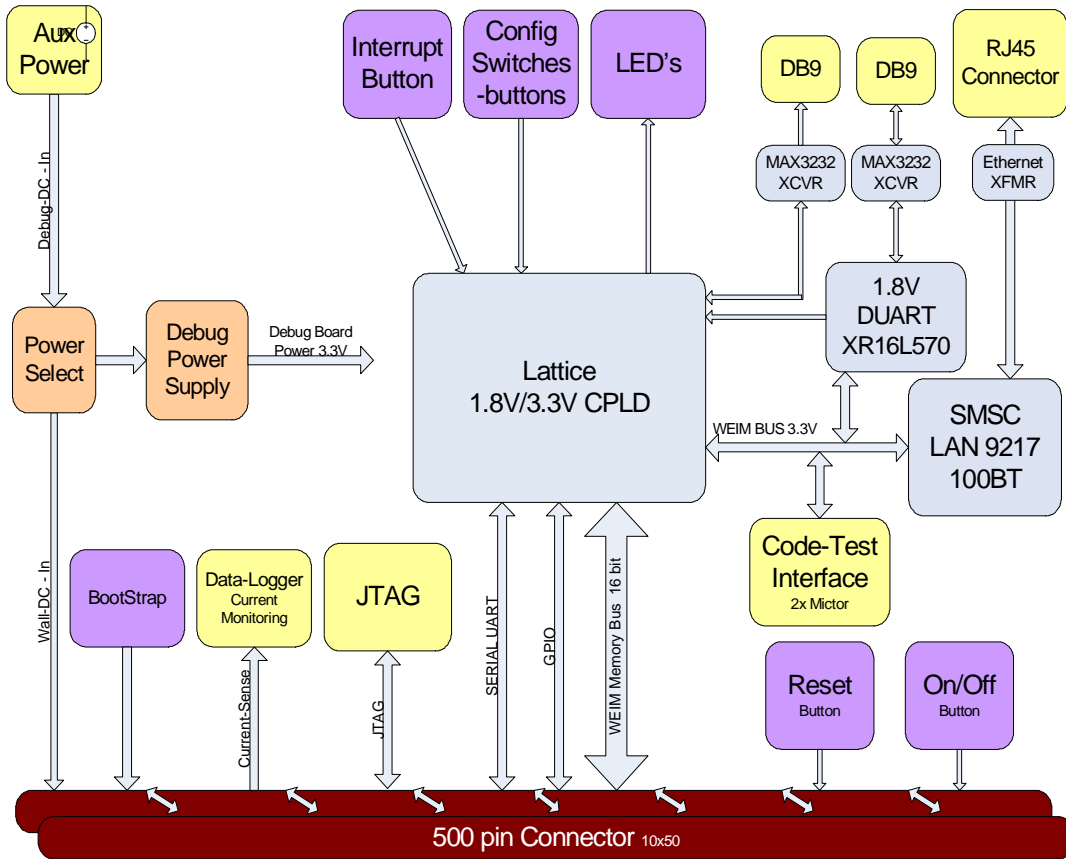 Aux
DC
Power
Interrupt
Button
Config
Switches
-buttons
LED's
DB9
DB9
RJ45
Connector
MAX3232
XCVR
MAX3232
XCVR
Ethernet
XFMR
Debug-DC - In
Power
Select
Debug
Power
Supply
Debug Board
Power 3.3V
Lattice
1.8V/3.3V CPLD
1.8V
DUART
XR16L570
WEIM BUS 3.3V
SMSC
LAN 9217
100BT
Code-Test
Interface
2x Mictor
Wall-DC - In
BootStrap
Data-Logger
Current
Monitoring
JTAG
Current-Sense
JTAG
SERIAL UART
GPIO
WEIM Memory Bus 16 bit
Reset
Button
On/Off
Button
500 pin Connector 10x50